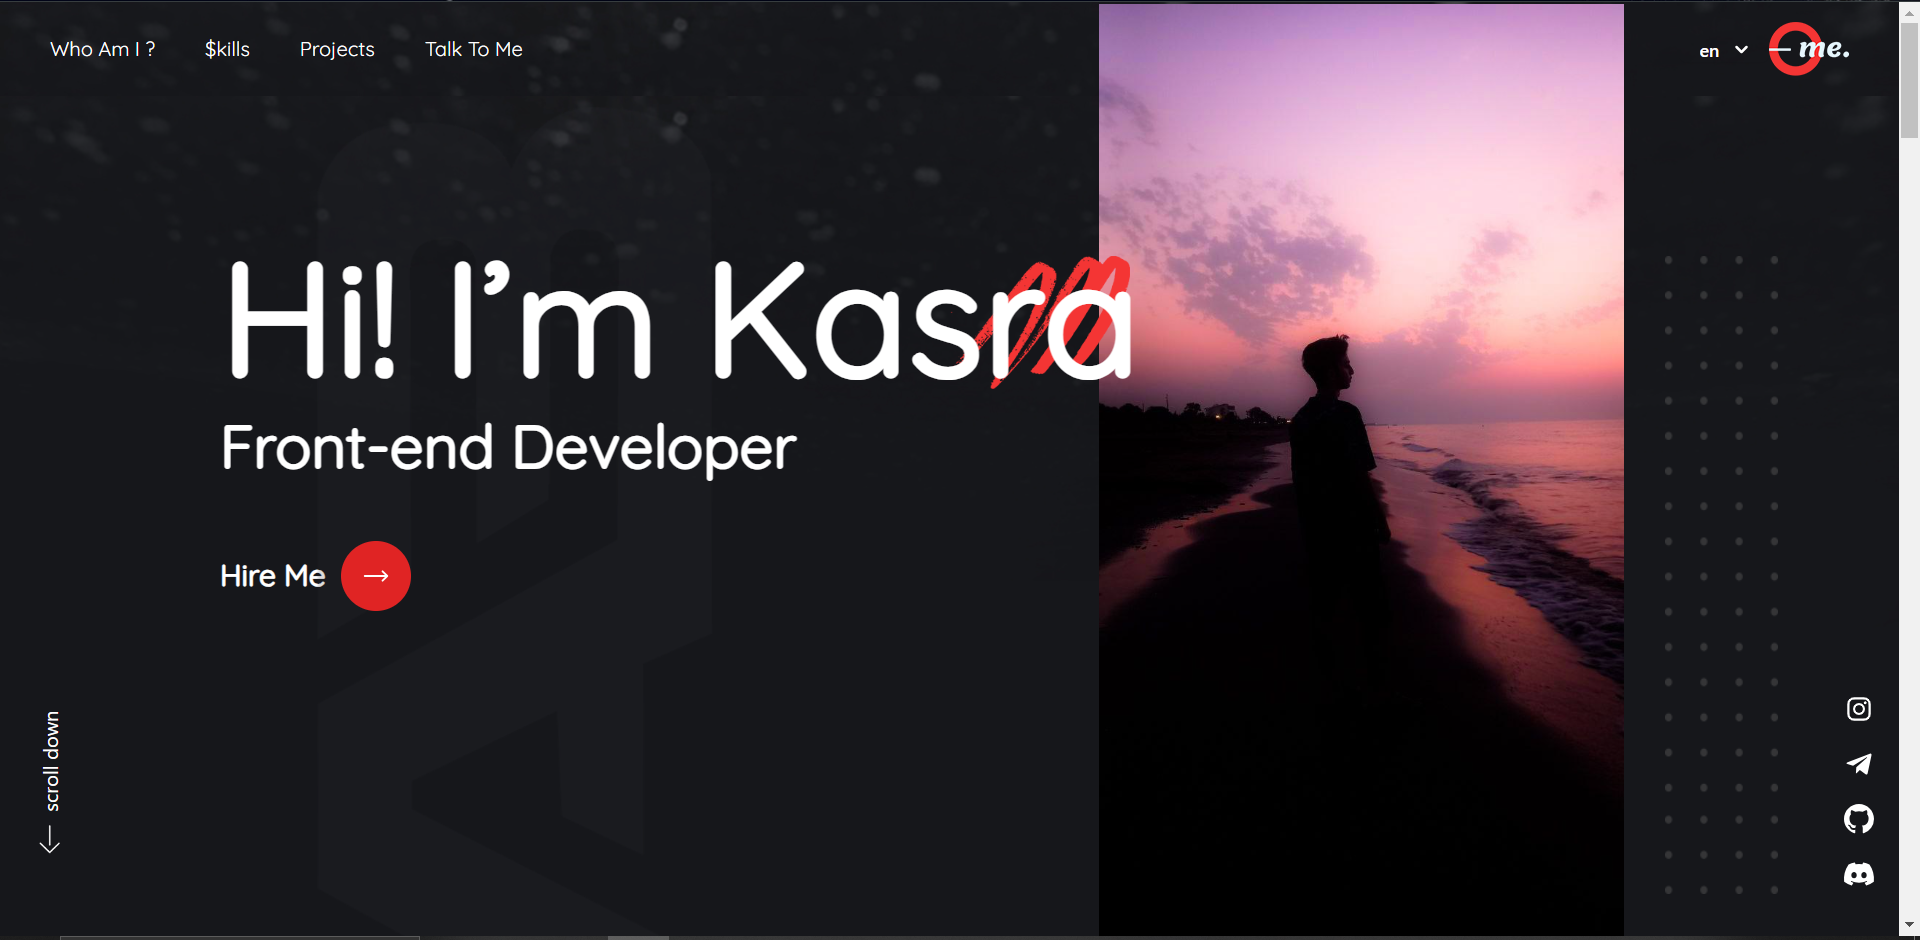 Who Am I ?
$kills
Projects
Talk To Me
en
me.
Hi! I’m Kasra
Front-end Developer
Hire Me
scroll down